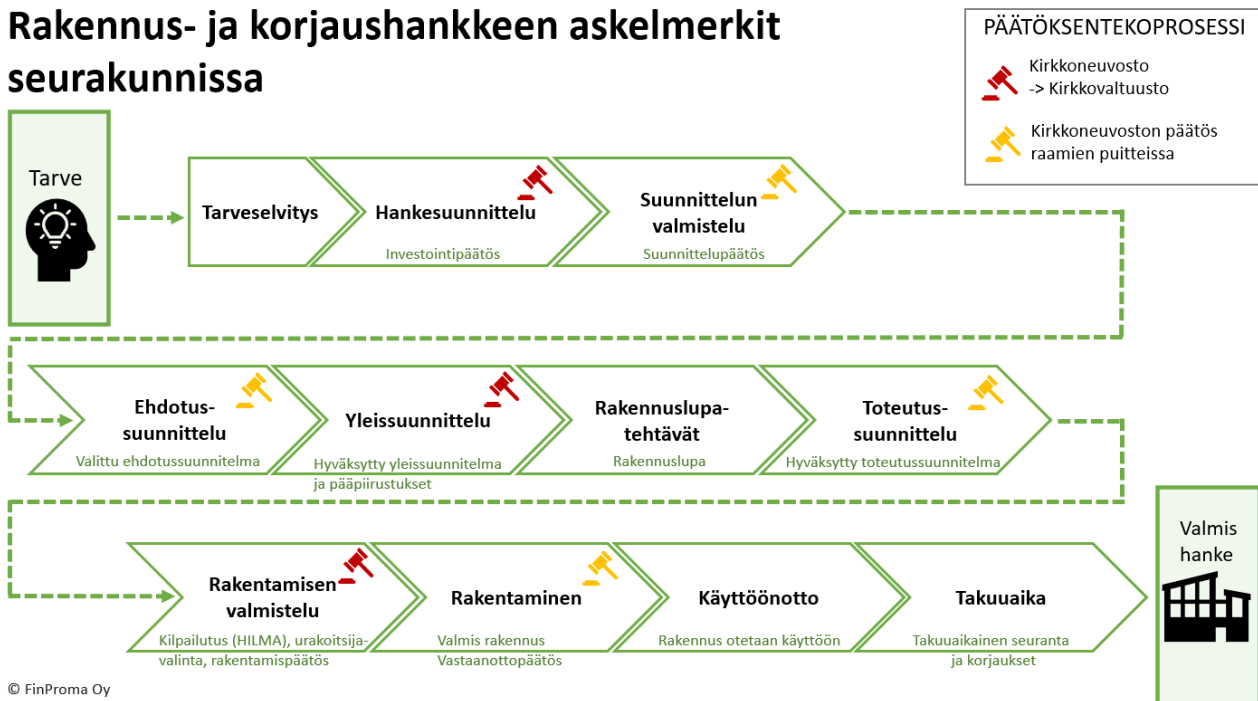 Rakennus- ja korjaushankkeen askelmerkit
seurakunnissa
PÄÄTÖKSENTEKOPROSESSI
Kirkkoneuvosto
-> Kirkkovaltuusto
Kirkkoneuvoston päätös
raamien puitteissa
Tarve
Tarveselvitys
Hankesuunnittelu
Investointipäätös
Suunnittelun
valmistelu
Suunnittelupäätös
Ehdotus-
suunnittelu
Valittu ehdotussuunnitelma
Yleissuunnittelu
Hyväksytty yleissuunnitelma
ja pääpiirustukset
Rakennuslupa-
tehtävät
Rakennuslupa
Toteutus-
suunnittelu
Hyväksytty toteutussuunnitelma
Rakentamisen
valmistelu
Kilpailutus (HILMA), urakoitsija-
valinta, rakentamispäätös
Rakentaminen
Valmis rakennus
Vastaanottopäätös
Käyttöönotto
Rakennus otetaan käyttöön
Takuuaika
Takuuaikainen seuranta
ja korjaukset
Valmis
hanke
© FinProma Oy